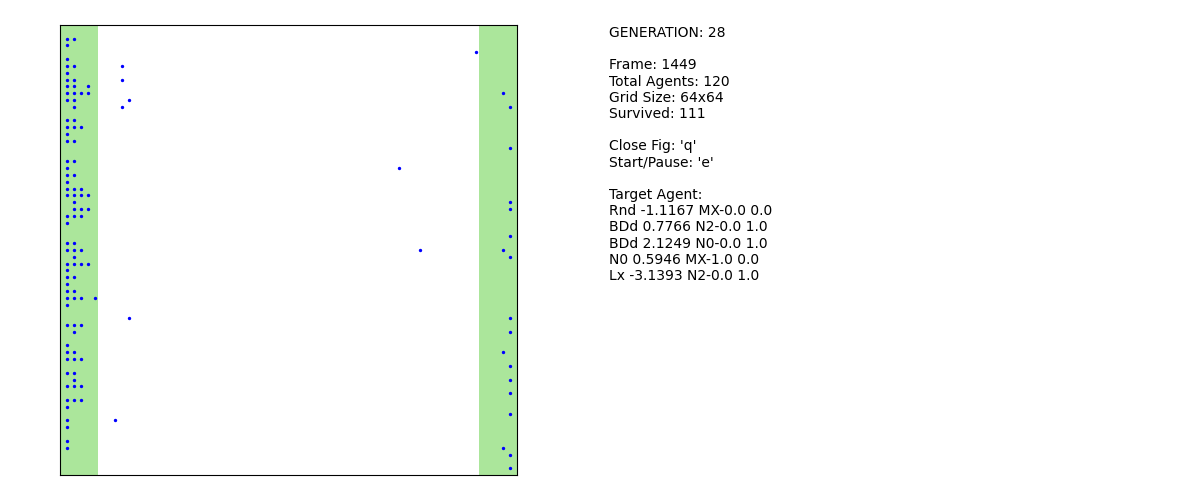 GENERATION: 28
Frame: 1449
Total Agents: 120
Grid Size: 64x64
Survived: 111
Close Fig: 'q'
Start/Pause: 'e'
Target Agent:
Rnd -1.1167 MX-0.0 0.0
BDd 0.7766 N2-0.0 1.0
BDd 2.1249 N0-0.0 1.0
N0 0.5946 MX-1.0 0.0
Lx -3.1393 N2-0.0 1.0